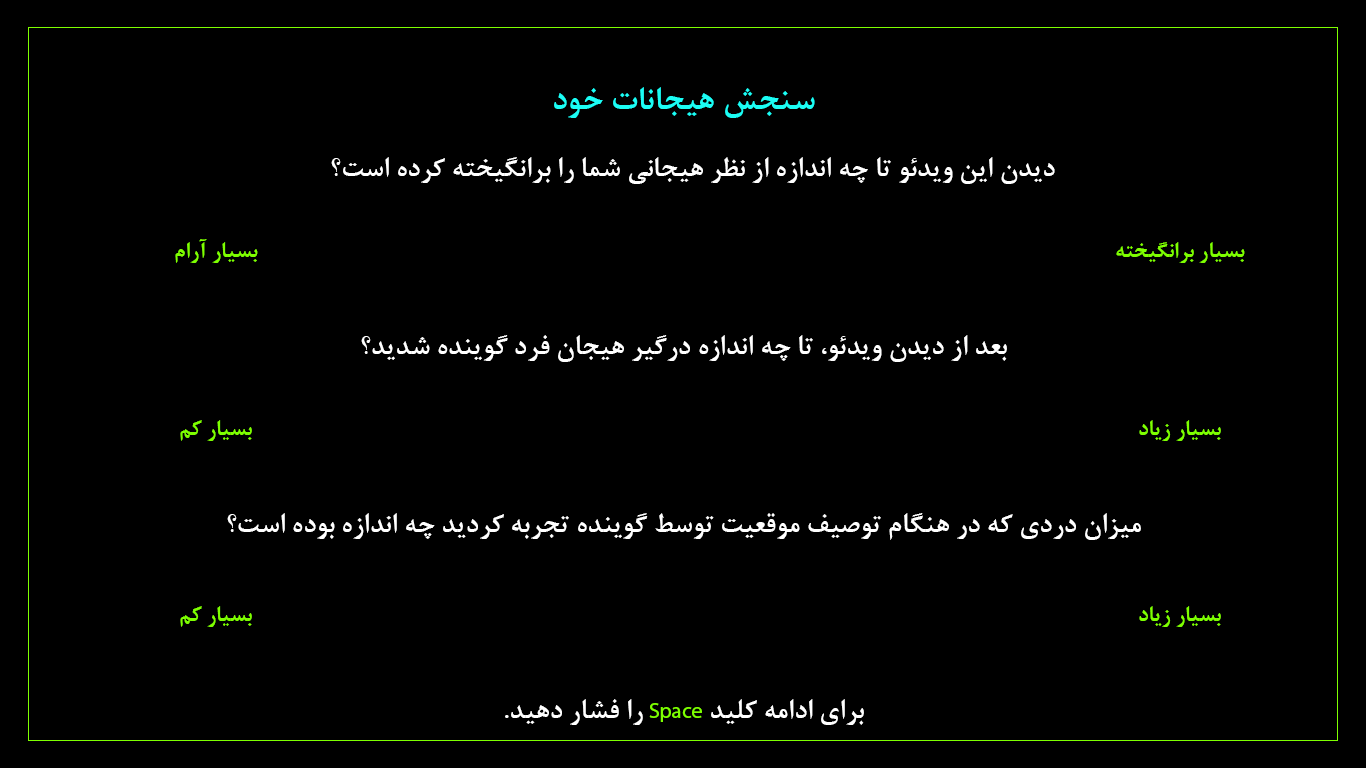 سنجش هیجانات خود
دیدن این ویدئو تا چه اندازه از نظر هیجانی شما را برانگیخته کرده است؟
بسیار برانگیخته
بسیار آرام
بعد از دیدن ویدئو، تا چه اندازه درگیر هیجان فرد گوینده شدید؟
بسیار زیاد
بسیار کم
میزان دردی که در هنگام توصیف موقعیت توسط گوینده تجربه کردید چه اندازه بوده است؟
بسیار زیاد
بسیار کم
برای ادامه کلید Space را فشار دهید.